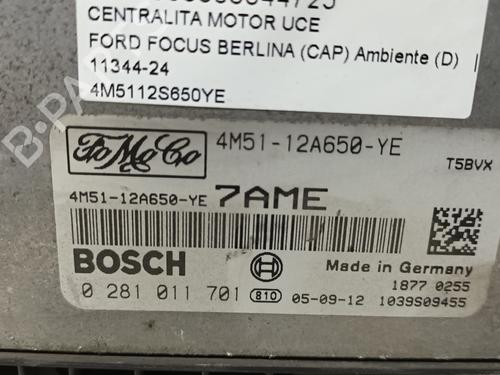 CENTRALITA MOTOR UCE
FORD FOCUS BERLINA (CAP) Ambiente (D)
11344-24
4M5112S650YE
FoMoCo
4M51-12A650-YE
T5BVX
4M51-12A650-YE 7AME
BOSCH
Made in Germany
1877 0255
0 281 011 701 810 05-09-12 1039S09455
B-PARTS